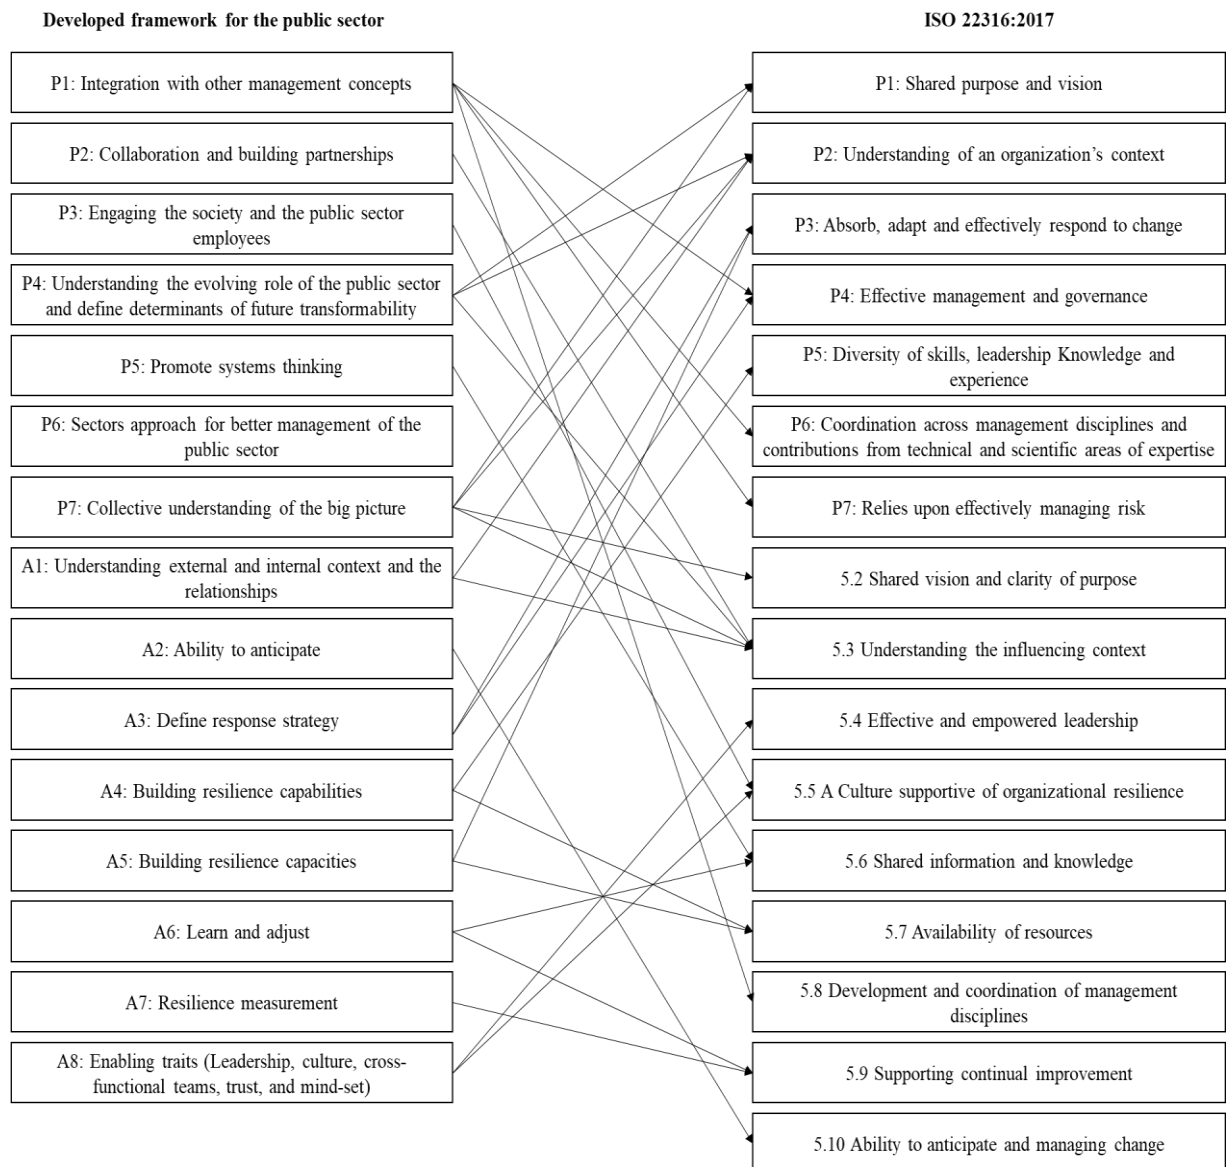 Developed framework for the public sector
ISO 22316:2017
P1: Integration with other management concepts
P2: Collaboration and building partnerships
P3: Engaging the society and the public sector
employees
P4: Understanding the evolving role of the public sector
and define determinants of future transformability
P5: Promote systems thinking
P6: Sectors approach for better management of the
public sector
P7: Collective understanding of the big picture
A1: Understanding external and internal context and the
relationships
A2: Ability to anticipate
A3: Define response strategy
A4: Building resilience capabilities
A5: Building resilience capacities
A6: Learn and adjust
A7: Resilience measurement
A8: Enabling traits (Leadership, culture, cross-
functional teams, trust, and mind-set)
P1: Shared purpose and vision
P2: Understanding of an organization's context
P3: Absorb, adapt and effectively respond to change
P4: Effective management and governance
P5: Diversity of skills, leadership Knowledge and
experience
P6: Coordination across management disciplines and
contributions from technical and scientific areas of expertise
P7: Relies upon effectively managing risk
5.2 Shared vision and clarity of purpose
5.3 Understanding the influencing context
5.4 Effective and empowered leadership
5.5 A Culture supportive of organizational resilience
5.6 Shared information and knowledge
5.7 Availability of resources
5.8 Development and coordination of management
disciplines
5.9 Supporting continual improvement
5.10 Ability to anticipate and managing change